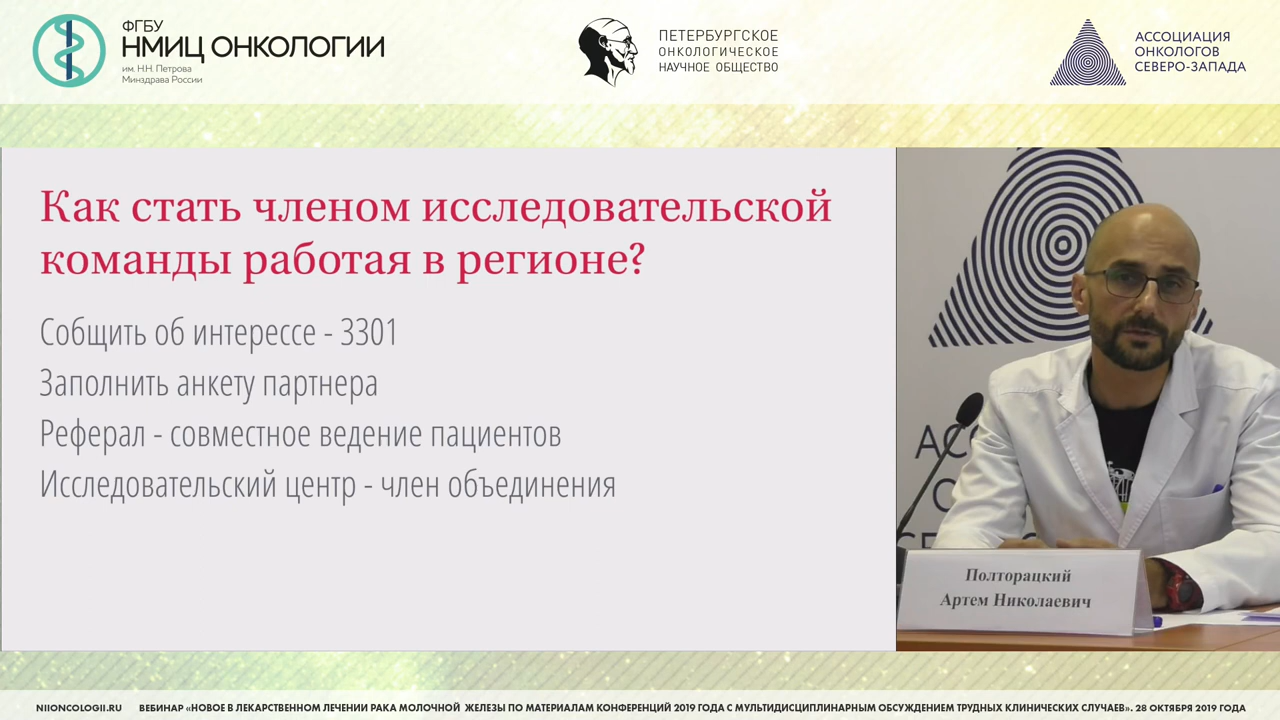 ФГБУ
НМИЦ ОНКОЛОГИИ
им. Н.Н. Петрова
Минздрава России
ПЕТЕРБУРГСКОЕ
ОНКОЛОГИЧЕСКОЕ
НАУЧНОЕ ОБЩЕСТВО
АССОЦИАЦИЯ
ОНКОЛОГОВ
СЕВЕРО-ЗАПАДА
Как стать членом исследовательской
команды работая в регионе?
Собщить об интерессе - 3301
Заполнить анкету партнера
Реферал - совместное ведение пациентов
Исследовательский центр - член объединения
Полторацкий
Артем Николаевич
NIIONCOLOGII.RU ВЕБИНАР «НОВОЕ В ЛЕКАРСТВЕННОМ ЛЕЧЕНИИ РАКА МОЛОЧНОЙ ЖЕЛЕЗЫ ПО МАТЕРИАЛАМ КОНФЕРЕНЦИЙ 2019 ГОДА С МУЛЬТИДИСЦИПЛИНАРНЫМ ОБСУЖДЕНИЕМ ТРУДНЫХ КЛИНИЧЕСКИХ СЛУЧАЕВ». 28 ОКТЯБРЯ 2019 ГОДА